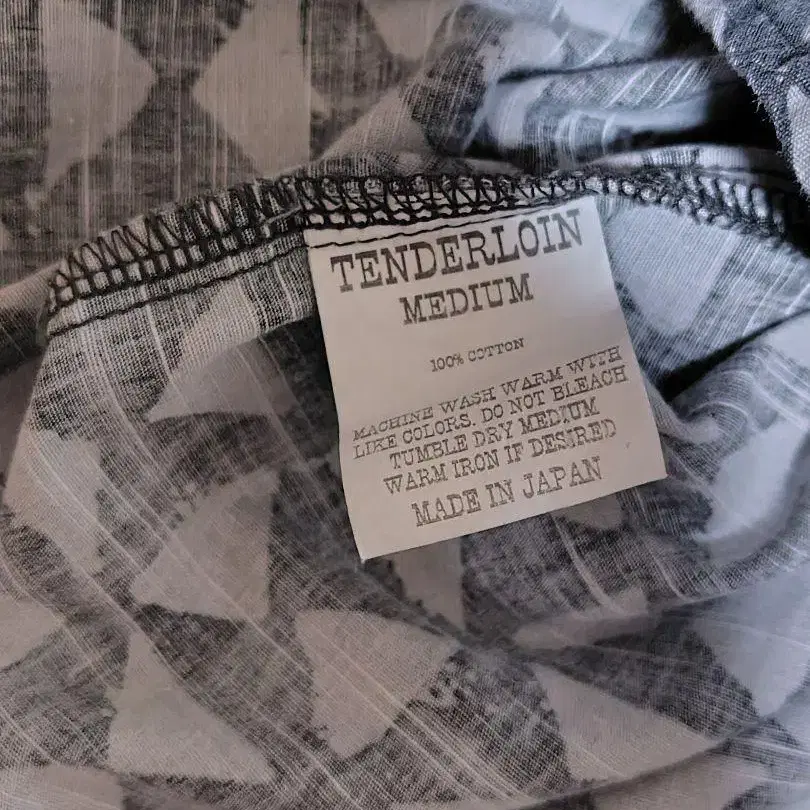 TENDERLOIN
MEDIUM
100% COTTON
MACHINE WASH WARM WITH
LIKE COLORS. DO NOT BLEACH
TUMBLE DRY MEDIUM
WARM IRON IF DESIRED
MADE IN JAPAN